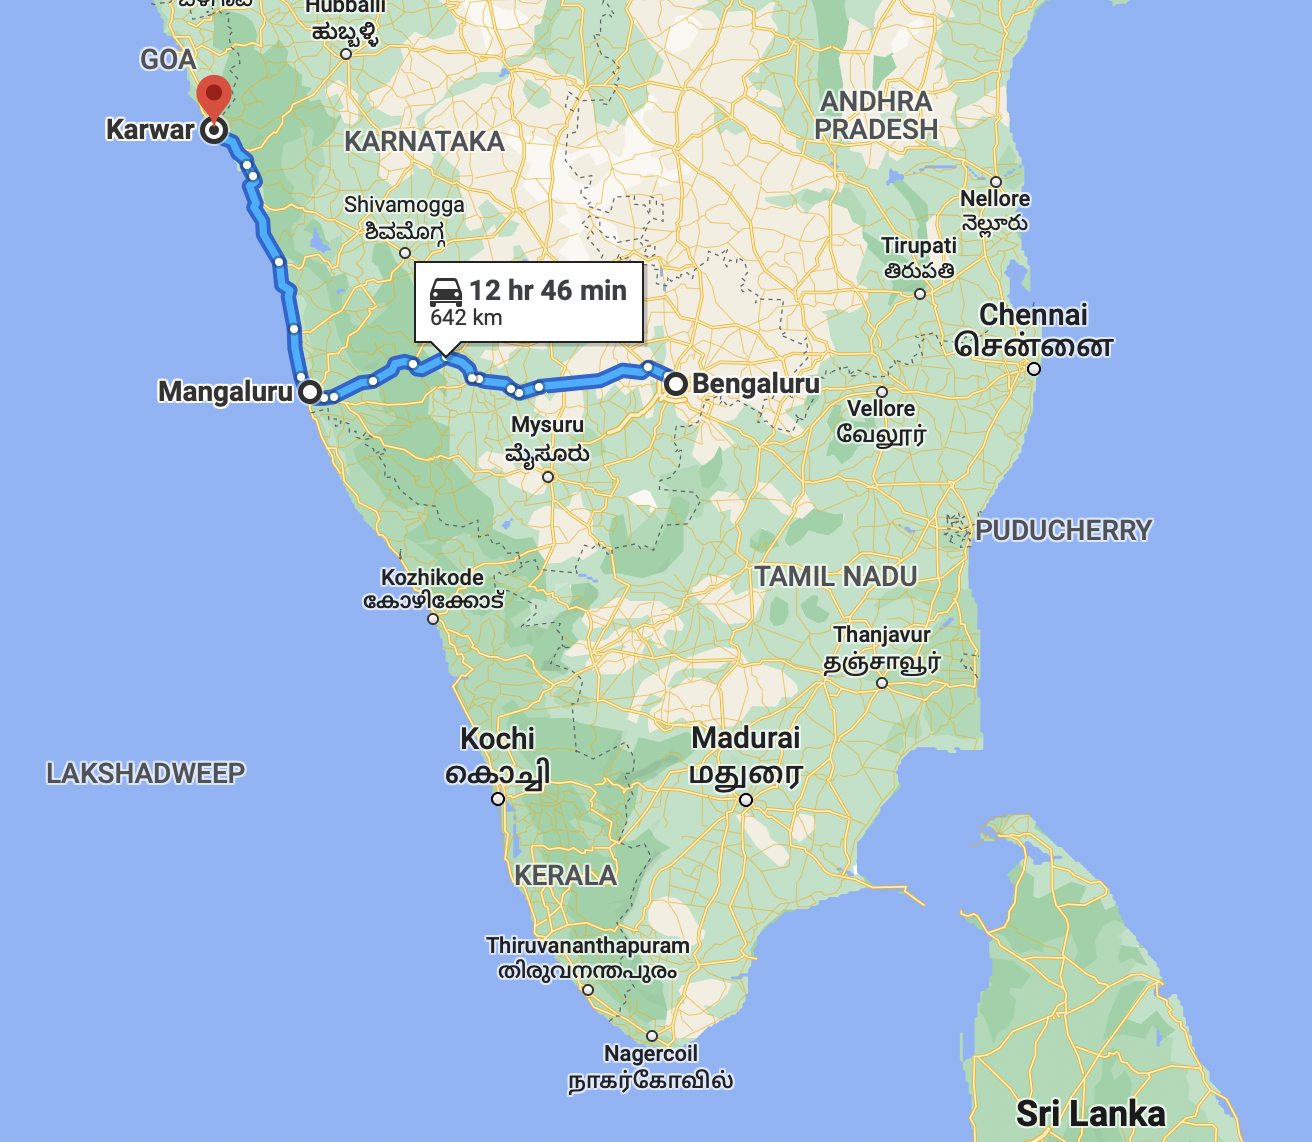 Hubballi
ಹುಬ್ಬಳ್ಳಿ
GOA
Karwar
KARNATAKA
ANDHRA
PRADESH
Nellore
நெல்லூரு
Shivamogga
ಶಿವಮೊಗ್ಗ
Tirupati
తిరుపతి
12 hr 46 min
642 km
Chennai
சென்னை
Mangaluru
Bengaluru
Vellore
வேலூர்
Mysuru
ಮೈಸೂರು
PUDUCHERRY
Kozhikode
കോഴിക്കോട്
TAMIL NADU
Thanjavur
தஞ்சாவூர்
Kochi
കൊച്ചി
Madurai
மதுரை
LAKSHADWEEP
KERALA
Thiruvananthapuram
തിരുവനന്തപുരം
Nagercoil
நாகர்கோவில்
Sri Lanka